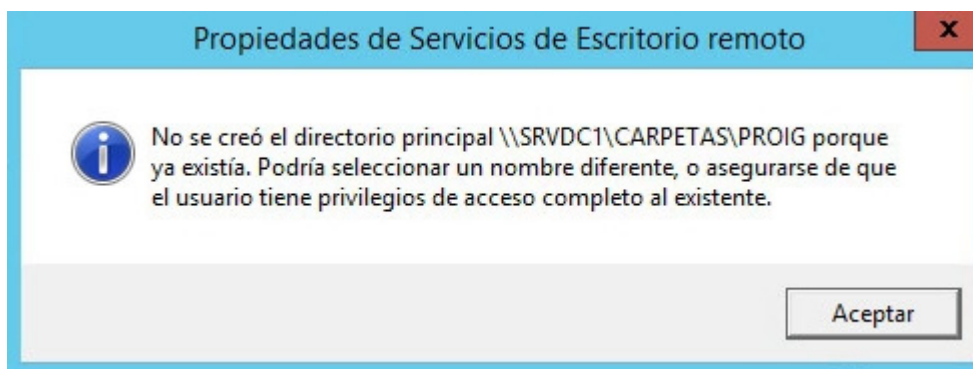 Propiedades de Servicios de Escritorio remoto
x
No se creó el directorio principal \\SRVDC1\CARPETAS\PROIG porque
ya existía. Podría seleccionar un nombre diferente, o asegurarse de que
el usuario tiene privilegios de acceso completo al existente.
Aceptar